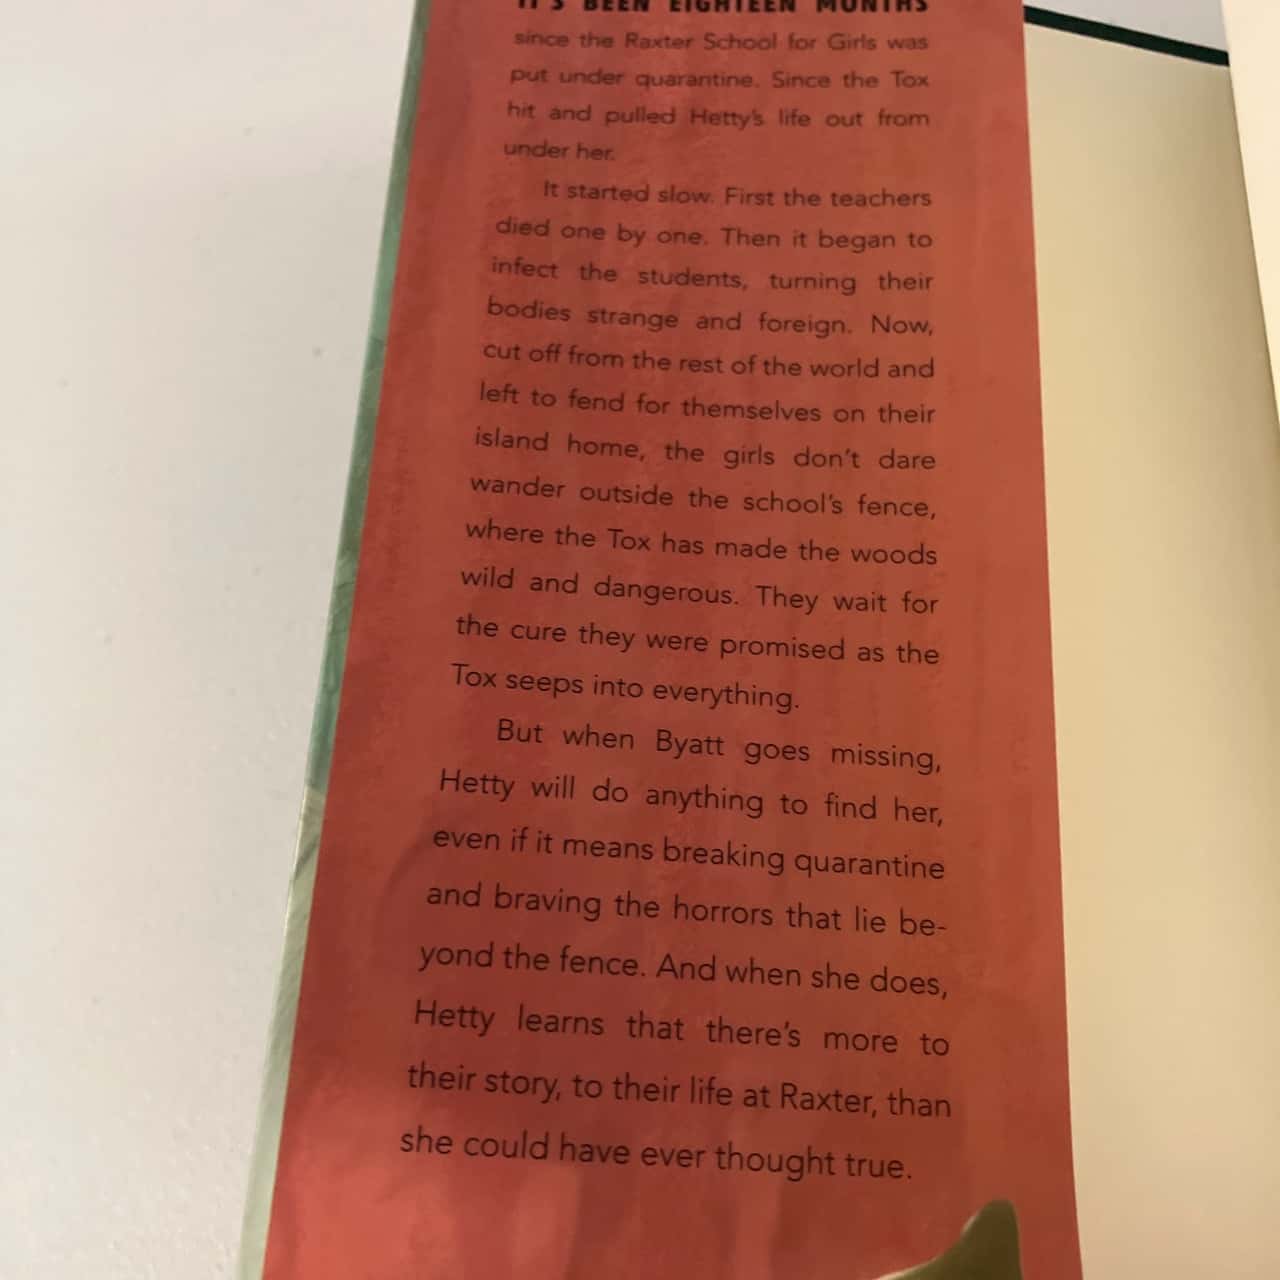 IT'S BEEN EIGHTEEN MONTHS
since the Raxter School for Girls was
put under quarantine. Since the Tox
hit and pulled Hetty's life out from
under her.
It started slow. First the teachers
died one by one. Then it began to
infect the students, turning their
bodies strange and foreign. Now,
cut off from the rest of the world and
left to fend for themselves on their
island home, the girls don't dare
wander outside the school's fence,
where the Tox has made the woods
wild and dangerous. They wait for
the cure they were promised as the
Tox seeps into everything.
But when Byatt goes missing,
Hetty will do anything to find her,
even if it means breaking quarantine
and braving the horrors that lie be-
yond the fence. And when she does,
Hetty learns that there's more to
their story, to their life at Raxter, than
she could have ever thought true.